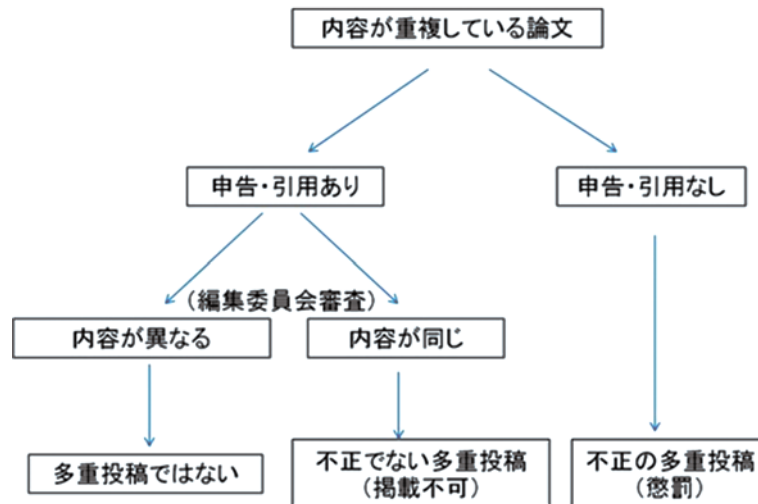 内容が重複している論文
申告・引用あり
申告・引用なし
（編集委員会審査）
内容が異なる
内容が同じ
多重投稿ではない
不正でない多重投稿
（掲載不可）
不正の多重投稿
（懲罰）